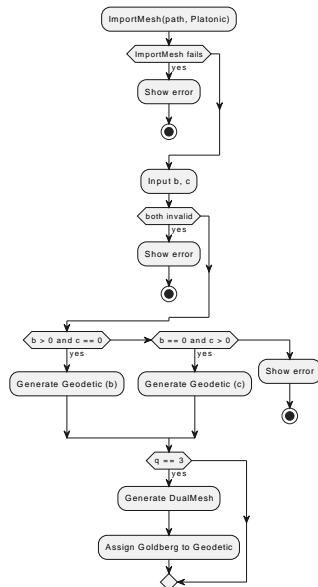 ImportMesh(path, Platonic)
ImportMesh fails
yes
Show error
Input b, c
both invalid
yes
Show error
b > 0 and c == 0
b == 0 and c > 0
yes
yes
Show error
Generate Geodetic (b)
Generate Geodetic (c)
q == 3
yes
Generate DualMesh
Assign Goldberg to Geodetic